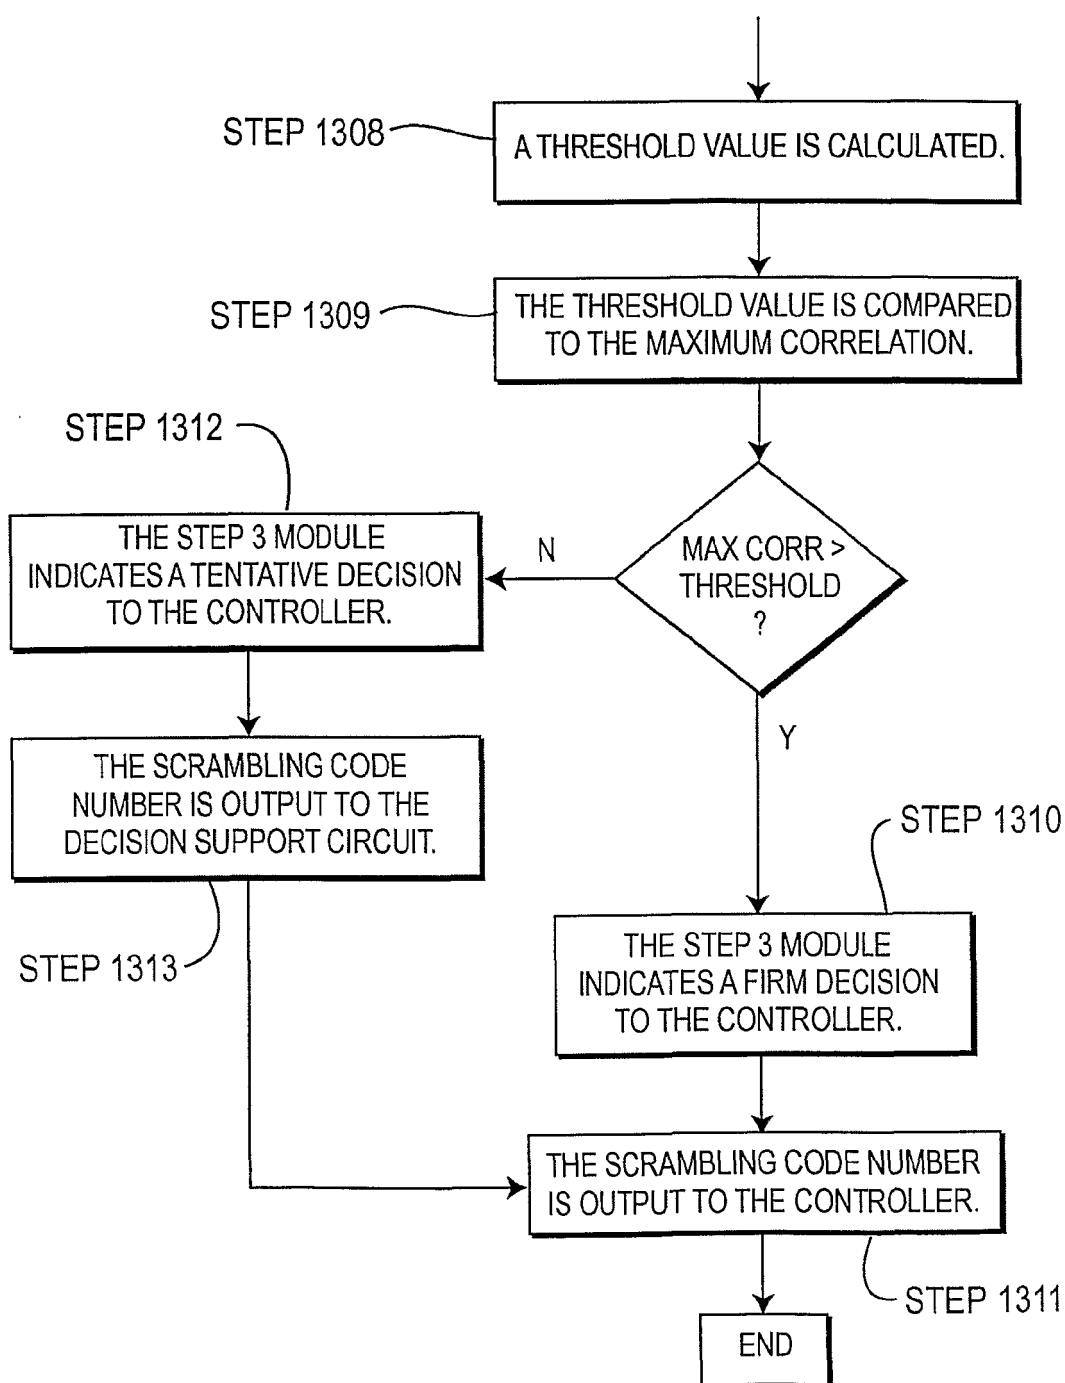 STEP 1308
A THRESHOLD VALUE IS CALCULATED.
STEP 1309
THE THRESHOLD VALUE IS COMPARED
TO THE MAXIMUM CORRELATION.
STEP 1312
THE STEP 3 MODULE
INDICATES A TENTATIVE DECISION
TO THE CONTROLLER.
N
MAX CORR >
THRESHOLD
?
Y
THE SCRAMBLING CODE
NUMBER IS OUTPUT TO THE
DECISION SUPPORT CIRCUIT.
STEP 1313
STEP 1310
THE STEP 3 MODULE
INDICATES A FIRM DECISION
TO THE CONTROLLER.
THE SCRAMBLING CODE NUMBER
IS OUTPUT TO THE CONTROLLER.
STEP 1311
END